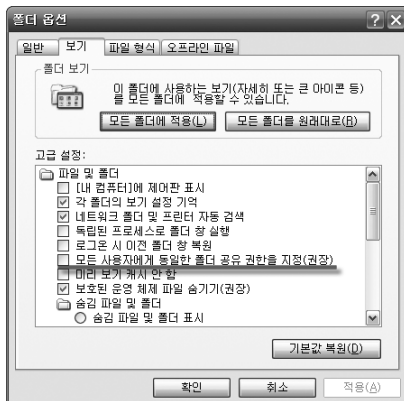 폴더 옵션
일반 보기 파일 형식 오프라인 파일
폴더 보기
이 폴더에 사용하는 보기(자세히 또는 큰 아이콘 등)
를 모든 폴더에 적용할 수 있습니다.
모든 폴더에 적용(L) 모든 폴더를 원래대로(R)
고급 설정:
파일 및 폴더
[내 컴퓨터]에 제어판 표시
각 폴더의 보기 설정 기억
네트워크 폴더 및 프린터 자동 검색
독립된 프로세스로 폴더 창 실행
로그온 시 이전 폴더 창 복원
모든 사용자에게 동일한 폴더 공유 권한을 지정(권장)
미리 보기 캐시 안 함
보호된 운영 체제 파일 숨기기(권장)
숨김 파일 및 폴더
숨김 파일 및 폴더 표시
기본값 복원(D)
확인 취소 적용(A)